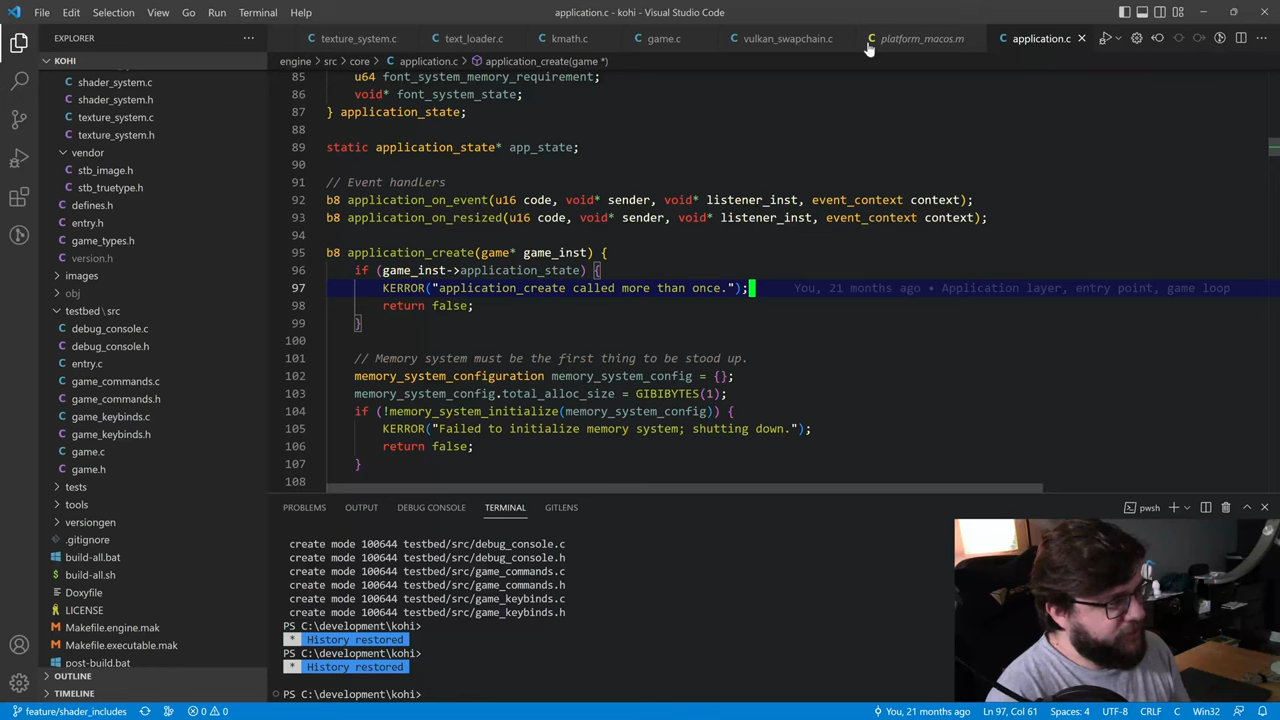 File Edit Selection View Go Run Terminal Help
application.c - kohi - Visual Studio Code
EXPLORER
texture_system.c text_loader.c kmath.c game.c vulkan_swapchain.c platform_macos.m application.c
KOHI
engine > src > core > C application.c > application_create(game *)
shader_system.c
shader_system.h
texture_system.c
texture_system.h
vendor
stb_image.h
stb_truetype.h
defines.h
entry.h
game_types.h
version.h
images
obj
testbed \ src
debug_console.c
debug_console.h
entry.c
game_commands.c
game_commands.h
game_keybinds.c
game_keybinds.h
game.c
game.h
tests
tools
versiongen
.gitignore
build-all.bat
build-all.sh
Doxyfile
LICENSE
Makefile.engine.mak
Makefile.executable.mak
post-build.bat
OUTLINE
TIMELINE
85 u64 font_system_memory_requirement;
86 void* font_system_state;
87 } application_state;
88
89 static application_state* app_state;
90
91 // Event handlers
92 b8 application_on_event(u16 code, void* sender, void* listener_inst, event_context context);
93 b8 application_on_resized(u16 code, void* sender, void* listener_inst, event_context context);
94
95 b8 application_create(game* game_inst) {
96 if (game_inst->application_state) {
97 KERROR("application_create called more than once."); You, 21 months ago • Application layer, entry point, game loop
98 return false;
99 }
100
101 // Memory system must be the first thing to be stood up.
102 memory_system_configuration memory_system_config = {};
103 memory_system_config.total_alloc_size = GIBIBYTES(1);
104 if (!memory_system_initialize(memory_system_config)) {
105 KERROR("Failed to initialize memory system; shutting down.");
106 return false;
107 }
108
PROBLEMS OUTPUT DEBUG CONSOLE TERMINAL GITLENS
pwsh
create mode 100644 testbed/src/debug_console.c
create mode 100644 testbed/src/debug_console.h
create mode 100644 testbed/src/game_commands.c
create mode 100644 testbed/src/game_commands.h
create mode 100644 testbed/src/game_keybinds.c
create mode 100644 testbed/src/game_keybinds.h
PS C:\development\kohi>
* History restored
PS C:\development\kohi>
* History restored
PS C:\development\kohi>
feature/shader_includes 0 0 You, 21 months ago Ln 97, Col 61 Spaces: 4 UTF-8 CRLF C Win32